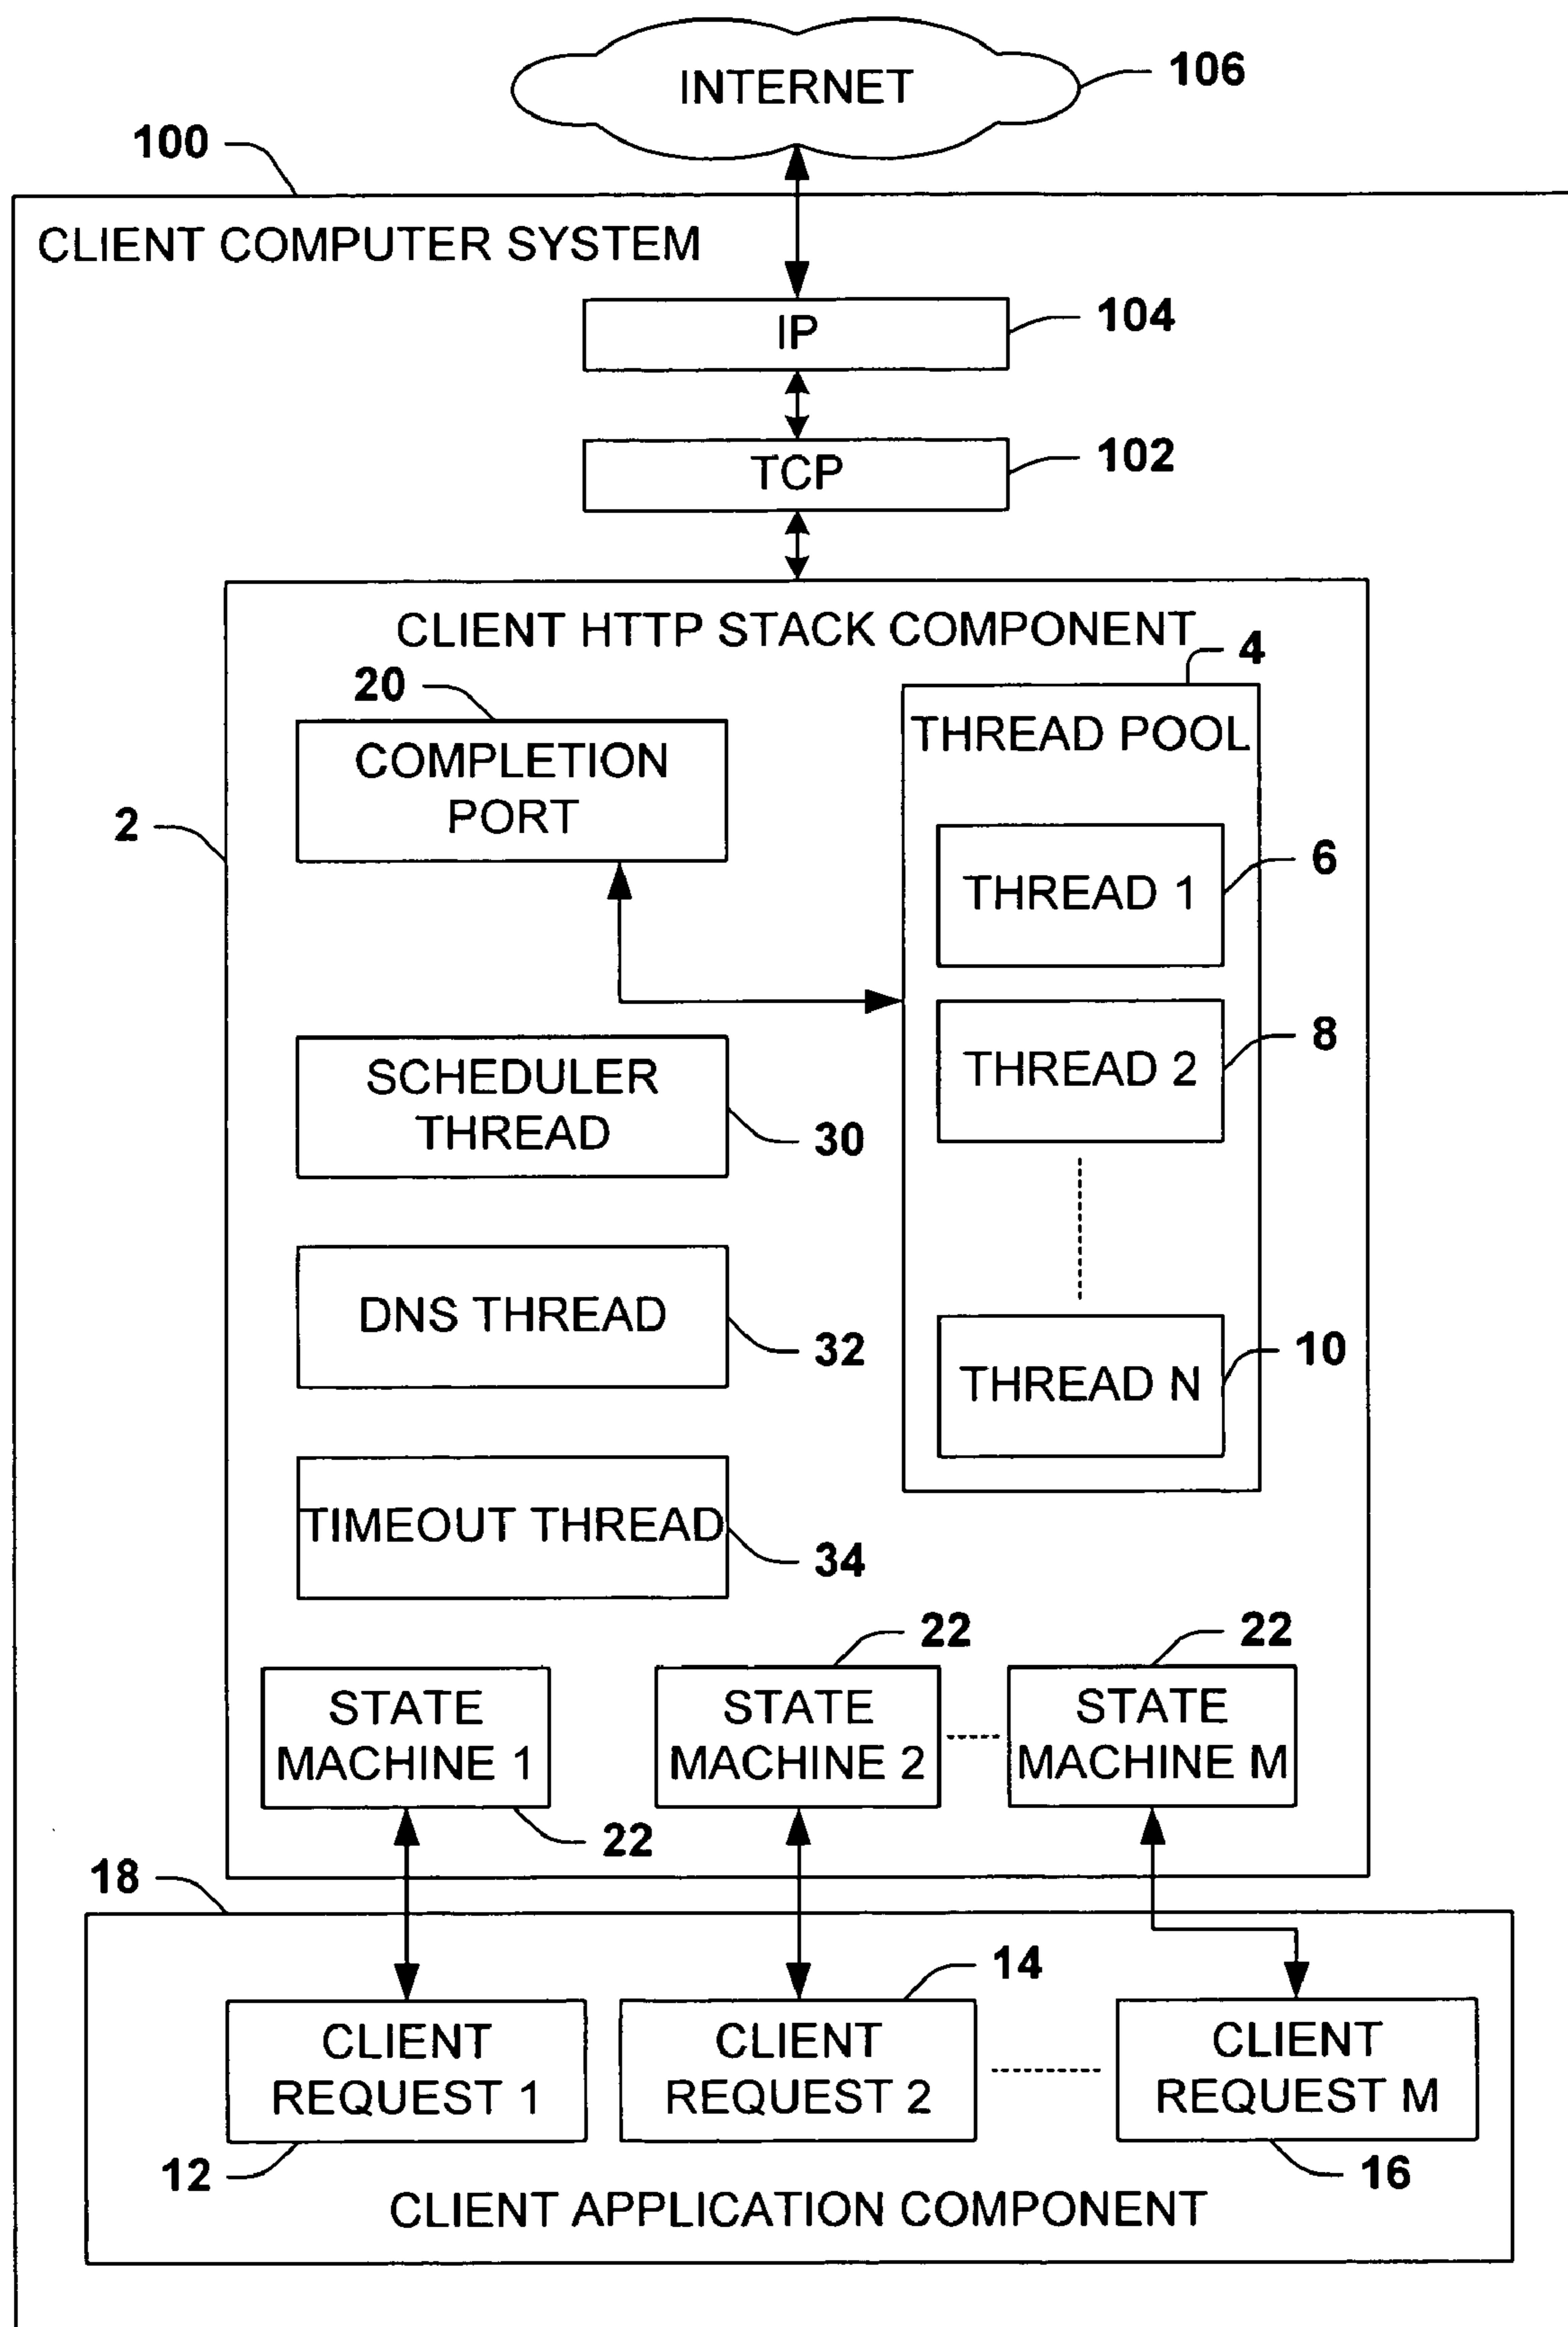 INTERNET
106
100
CLIENT COMPUTER SYSTEM
IP
104
TCP
102
CLIENT HTTP STACK COMPONENT
4
20
COMPLETION
PORT
THREAD POOL
2
THREAD 1
6
THREAD 2
8
SCHEDULER
THREAD
30
DNS THREAD
32
THREAD N
10
TIMEOUT THREAD
34
22
22
STATE
MACHINE 1
STATE
MACHINE 2
STATE
MACHINE M
22
18
14
CLIENT
REQUEST 1
CLIENT
REQUEST 2
CLIENT
REQUEST M
12
16
CLIENT APPLICATION COMPONENT